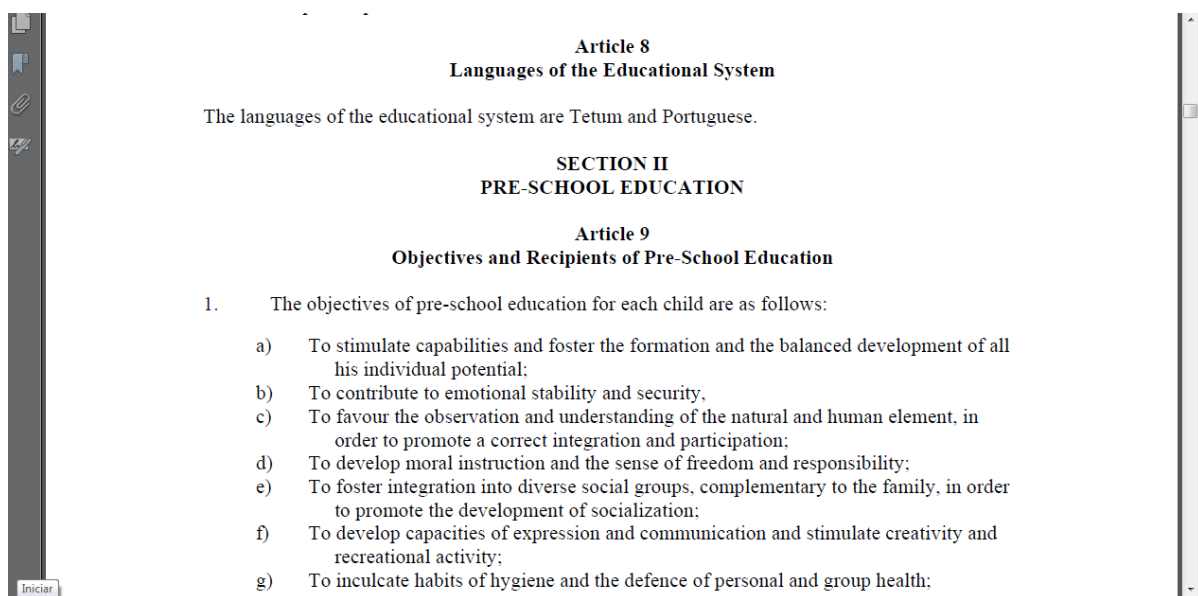 Article 8
Languages of the Educational System
The languages of the educational system are Tetum and Portuguese.
SECTION II
PRE-SCHOOL EDUCATION
Article 9
Objectives and Recipients of Pre-School Education
1. The objectives of pre-school education for each child are as follows:
a) To stimulate capabilities and foster the formation and the balanced development of all
his individual potential;
b) To contribute to emotional stability and security,
c) To favour the observation and understanding of the natural and human element, in
order to promote a correct integration and participation;
d) To develop moral instruction and the sense of freedom and responsibility;
e) To foster integration into diverse social groups, complementary to the family, in order
to promote the development of socialization;
f) To develop capacities of expression and communication and stimulate creativity and
recreational activity;
g) To inculcate habits of hygiene and the defence of personal and group health;
Iniciar